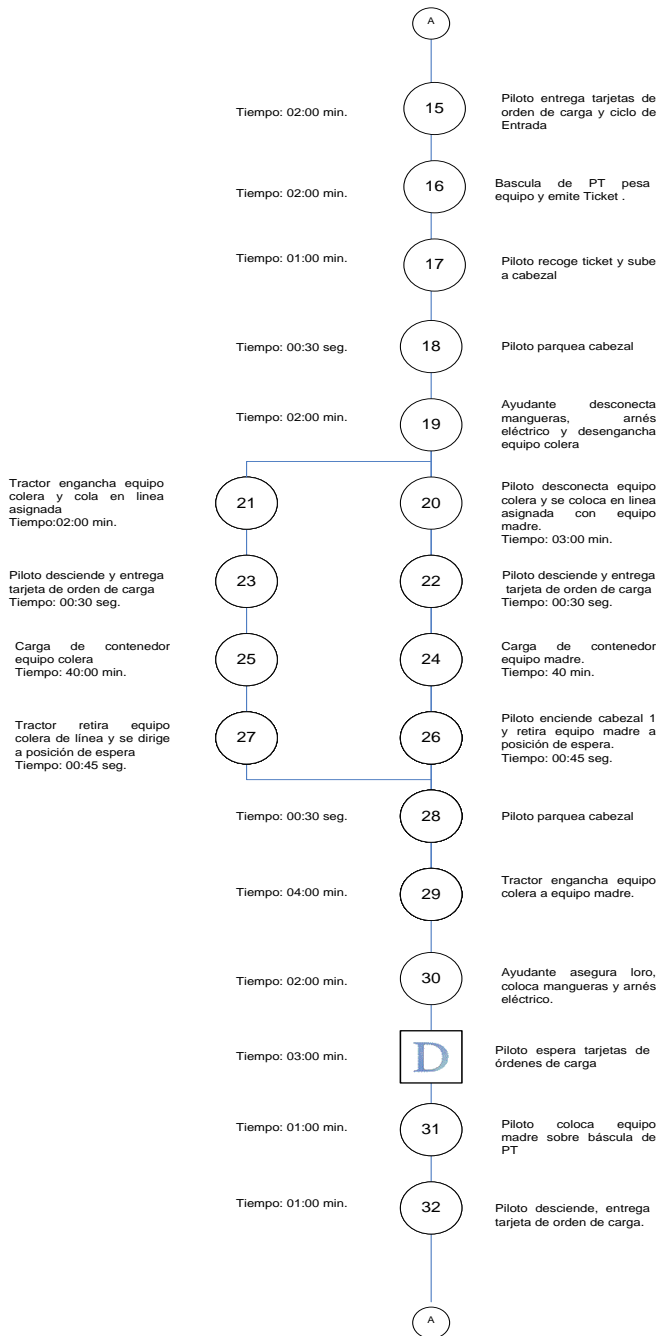 A
Tiempo: 02:00 min.
15
Piloto entrega tarjetas de
orden de carga y ciclo de
Entrada
Tiempo: 02:00 min.
16
Bascula de PT pesa
equipo y emite Ticket .
Tiempo: 01:00 min.
17
Piloto recoge ticket y sube
a cabezal
Tiempo: 00:30 seg.
18
Piloto parquea cabezal
Tiempo: 02:00 min.
19
Ayudante desconecta
mangueras, arnés
eléctrico y desengancha
equipo colera
Tractor engancha equipo
colera y cola en linea
asignada
Tiempo:02:00 min.
21
20
Piloto desconecta equipo
colera y se coloca en linea
asignada con equipo
madre.
Tiempo: 03:00 min.
Piloto desciende y entrega
tarjeta de orden de carga
Tiempo: 00:30 seg.
23
22
Piloto desciende y entrega
tarjeta de orden de carga
Tiempo: 00:30 seg.
Carga de contenedor
equipo colera
Tiempo: 40:00 min.
25
24
Carga de contenedor
equipo madre.
Tiempo: 40 min.
Tractor retira equipo
colera de línea y se dirige
a posición de espera
Tiempo: 00:45 seg.
27
26
Piloto enciende cabezal 1
y retira equipo madre a
posición de espera.
Tiempo: 00:45 seg.
Tiempo: 00:30 seg.
28
Piloto parquea cabezal
Tiempo: 04:00 min.
29
Tractor engancha equipo
colera a equipo madre.
Tiempo: 02:00 min.
30
Ayudante asegura loro,
coloca mangueras y arnés
eléctrico.
Tiempo: 03:00 min.
D
Piloto espera tarjetas de
órdenes de carga
Tiempo: 01:00 min.
31
Piloto coloca equipo
madre sobre báscula de
PT
Tiempo: 01:00 min.
32
Piloto desciende, entrega
tarjeta de orden de carga.
A